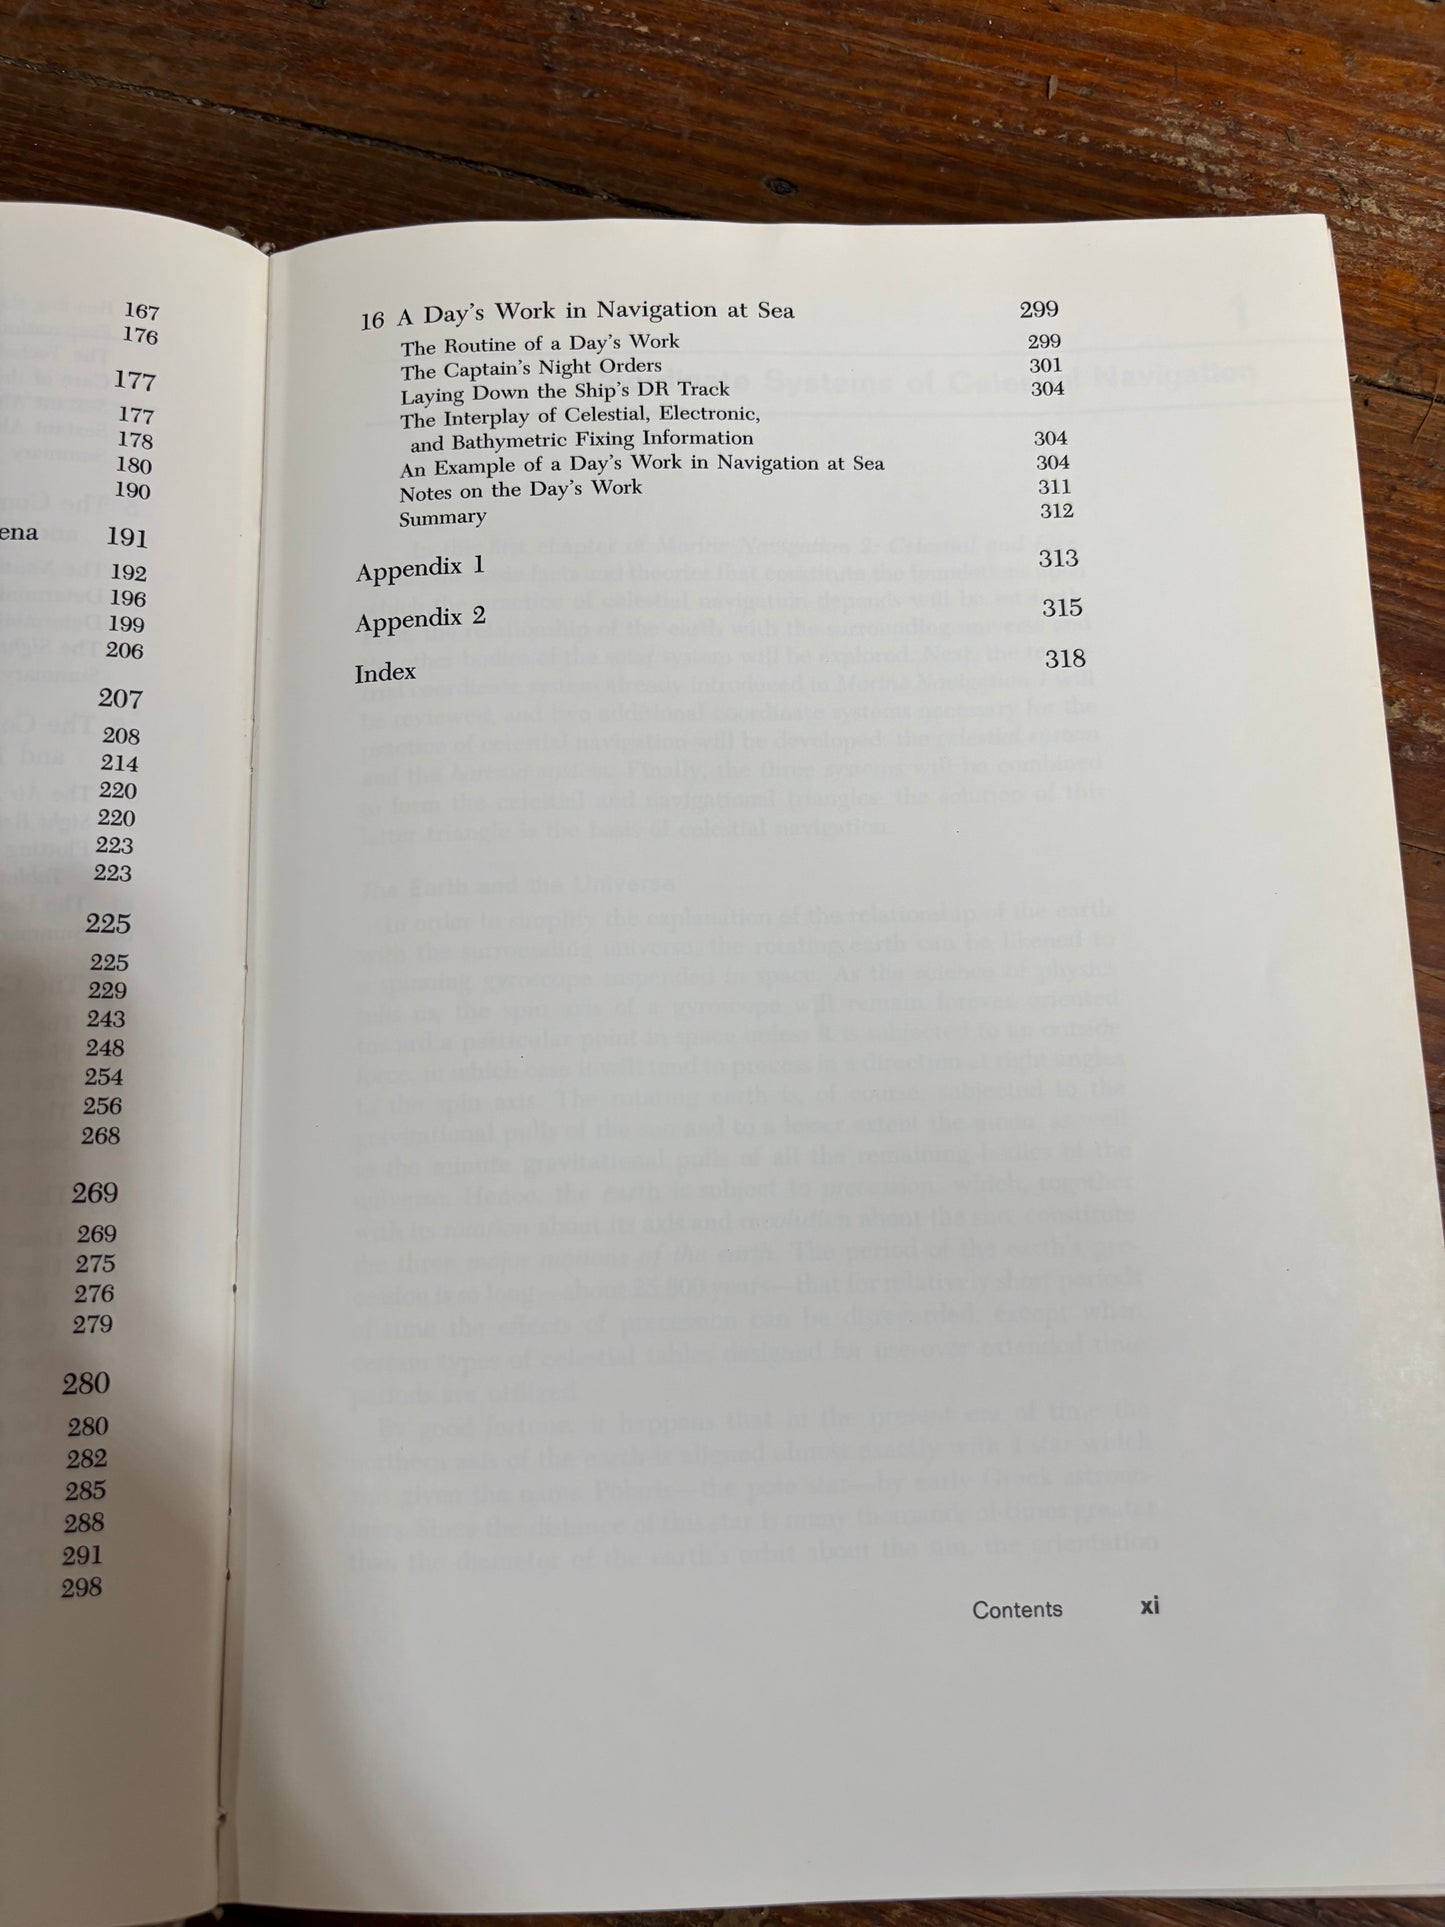 167
176
177
177
178
180
190
ena 191
192
196
199
206
207
208
214
220
220
223
223
225
225
229
243
248
254
256
268
269
269
275
276
279
280
280
282
285
288
291
298
16 A Day's Work in Navigation at Sea 299
The Routine of a Day's Work 299
The Captain's Night Orders 301
Laying Down the Ship's DR Track 304
The Interplay of Celestial, Electronic,
and Bathymetric Fixing Information 304
An Example of a Day's Work in Navigation at Sea 304
Notes on the Day's Work 311
Summary 312
Appendix 1 313
Appendix 2 315
Index 318
Contents xi